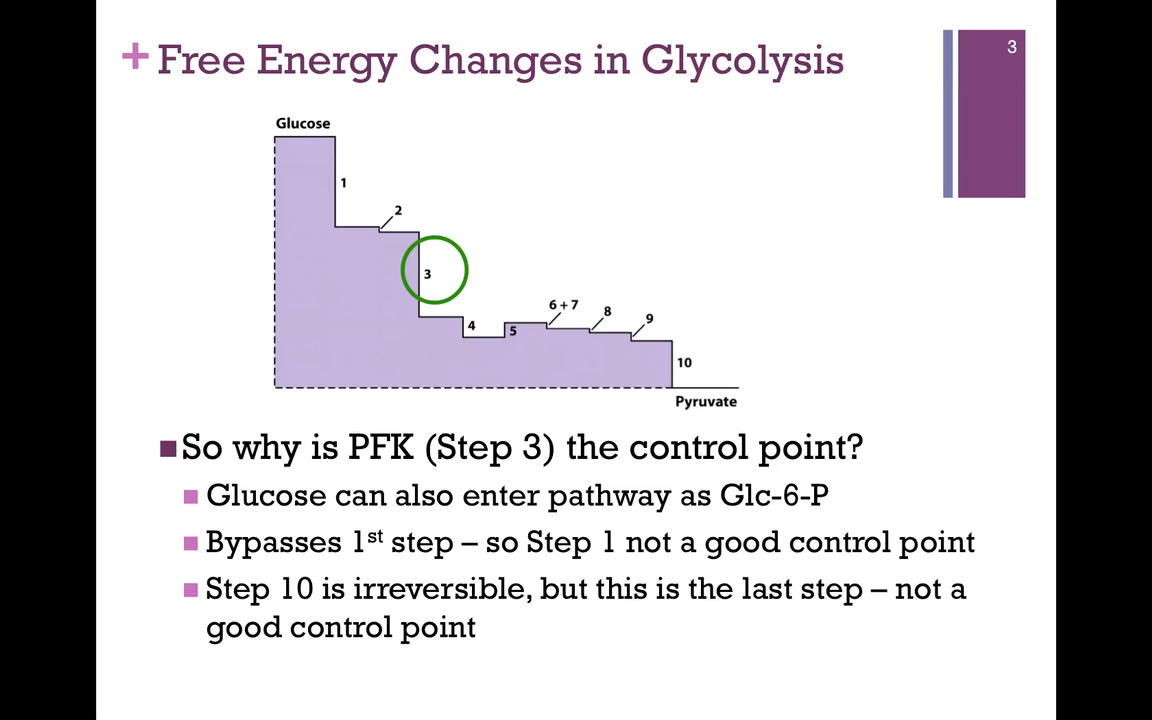 + Free Energy Changes in Glycolysis
3
Glucose
1
2
3
4
5
6 + 7
8
9
10
Pyruvate
So why is PFK (Step 3) the control point?
Glucose can also enter pathway as Glc-6-P
Bypasses 1st step – so Step 1 not a good control point
Step 10 is irreversible, but this is the last step – not a
good control point